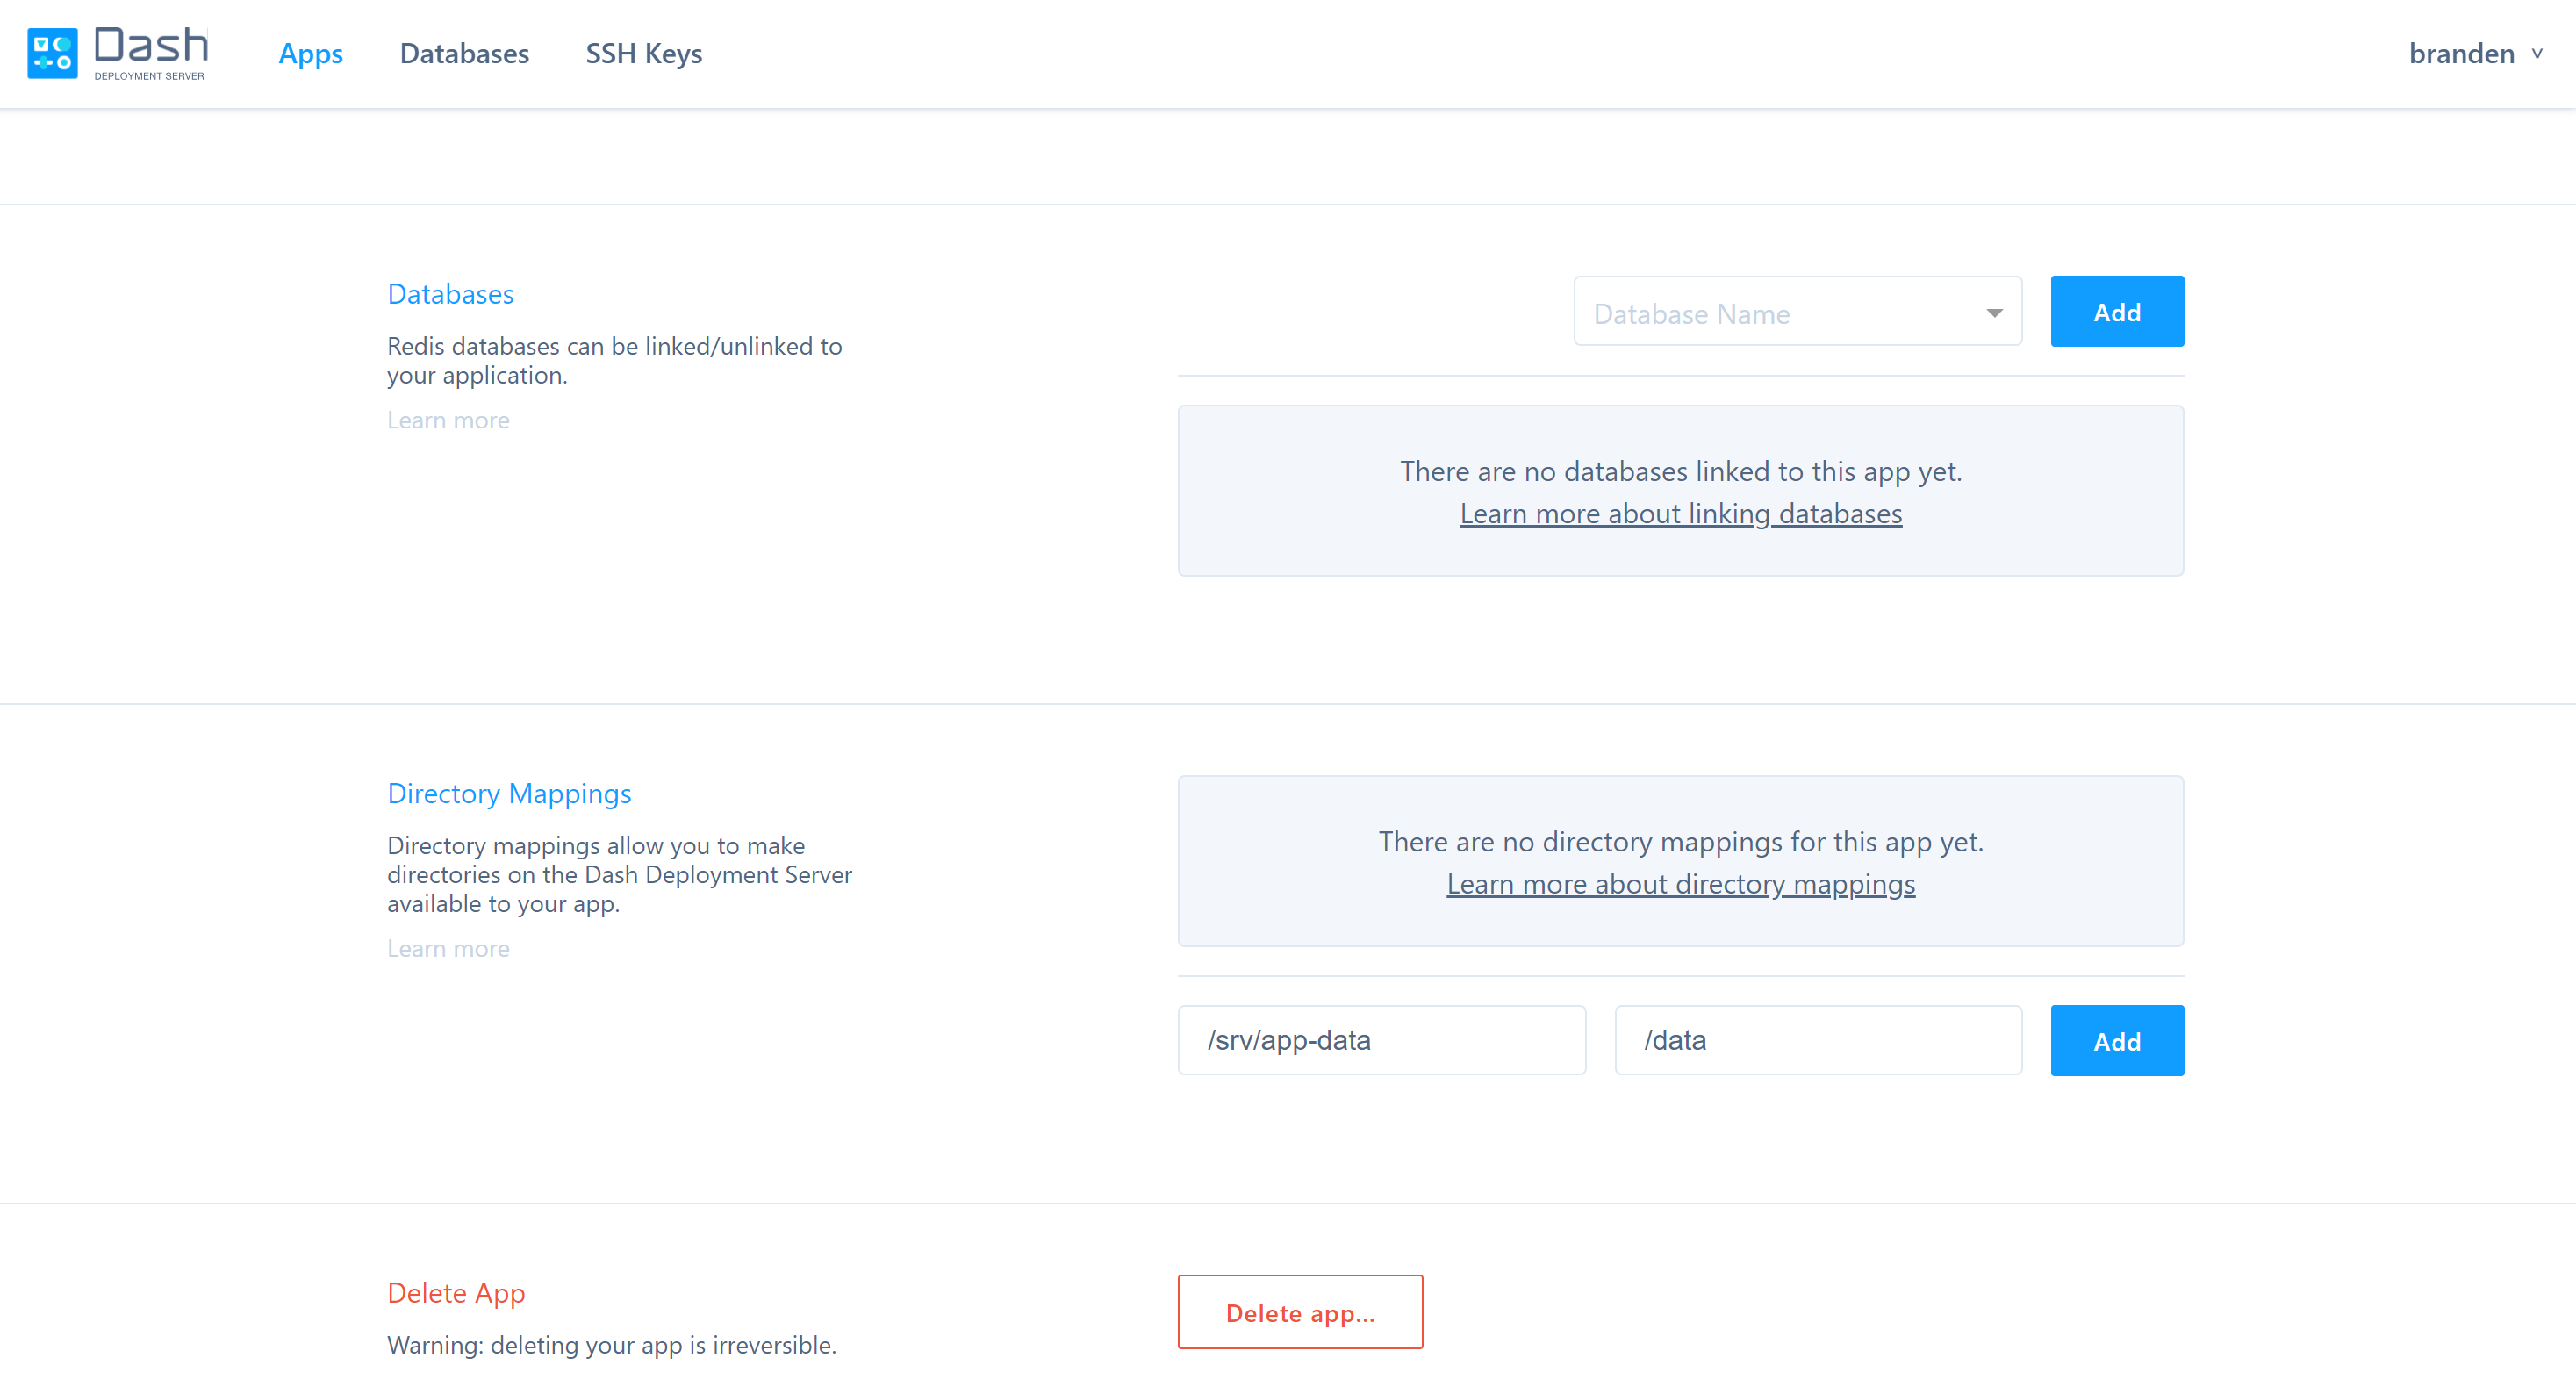 Dash
DEPLOYMENT SERVER
Apps
Databases
SSH Keys
branden
Databases
Redis databases can be linked/unlinked to
your application.
Learn more
Database Name
Add
There are no databases linked to this app yet.
Learn more about linking databases
Directory Mappings
Directory mappings allow you to make
directories on the Dash Deployment Server
available to your app.
Learn more
There are no directory mappings for this app yet.
Learn more about directory mappings
/srv/app-data
/data
Add
Delete App
Warning: deleting your app is irreversible.
Delete app...